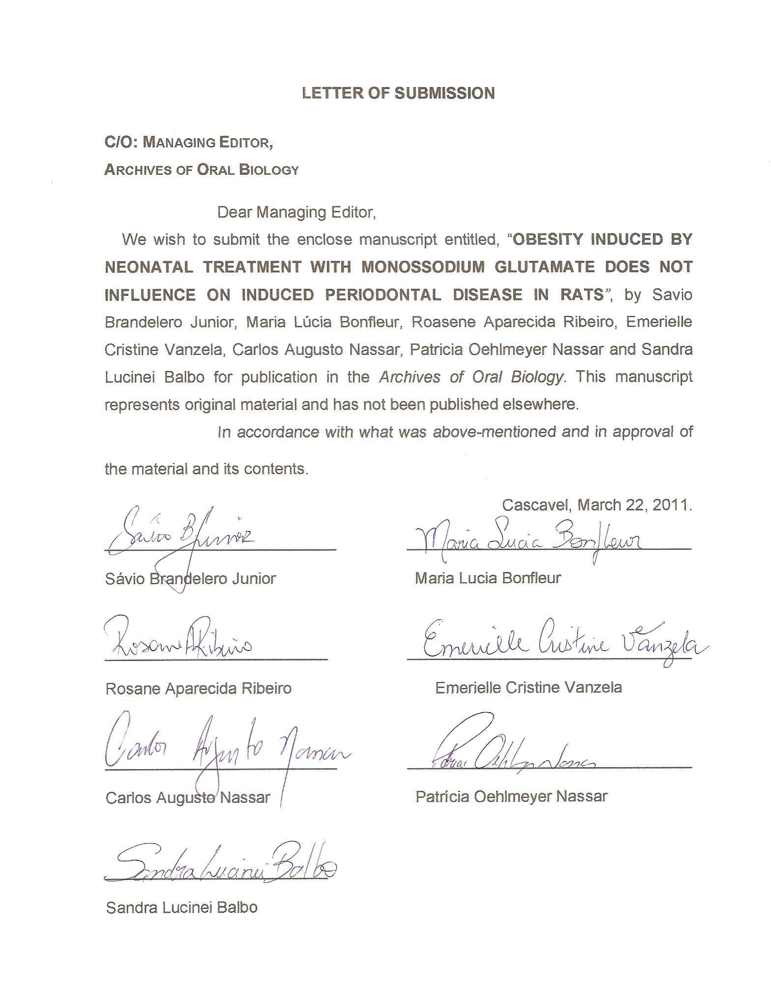 LETTER OF SUBMISSION
C/O: MANAGING EDITOR,
ARCHIVES OF ORAL BIOLOGY
Dear Managing Editor,
We wish to submit the enclose manuscript entitled, “OBESITY INDUCED BY
NEONATAL TREATMENT WITH MONOSSODIUM GLUTAMATE DOES NOT
INFLUENCE ON INDUCED PERIODONTAL DISEASE IN RATS”, by Savio
Brandelero Junior, Maria Lúcia Bonfleur, Roasene Aparecida Ribeiro, Emerielle
Cristine Vanzela, Carlos Augusto Nassar, Patricia Oehlmeyer Nassar and Sandra
Lucinei Balbo for publication in the Archives of Oral Biology. This manuscript
represents original material and has not been published elsewhere.
In accordance with what was above-mentioned and in approval of
the material and its contents.
Cascavel, March 22, 2011.
Sávio B Junior Maria Lucia Bonfleur
Sávio Brandelero Junior Maria Lucia Bonfleur
Rosane A Ribeiro Emerielle Cristine Vanzela
Rosane Aparecida Ribeiro Emerielle Cristine Vanzela
Carlos Augusto Nassar
Carlos Augusto Nassar Patrícia Oehlmeyer Nassar
Sandra Lucinei Balbo
Sandra Lucinei Balbo